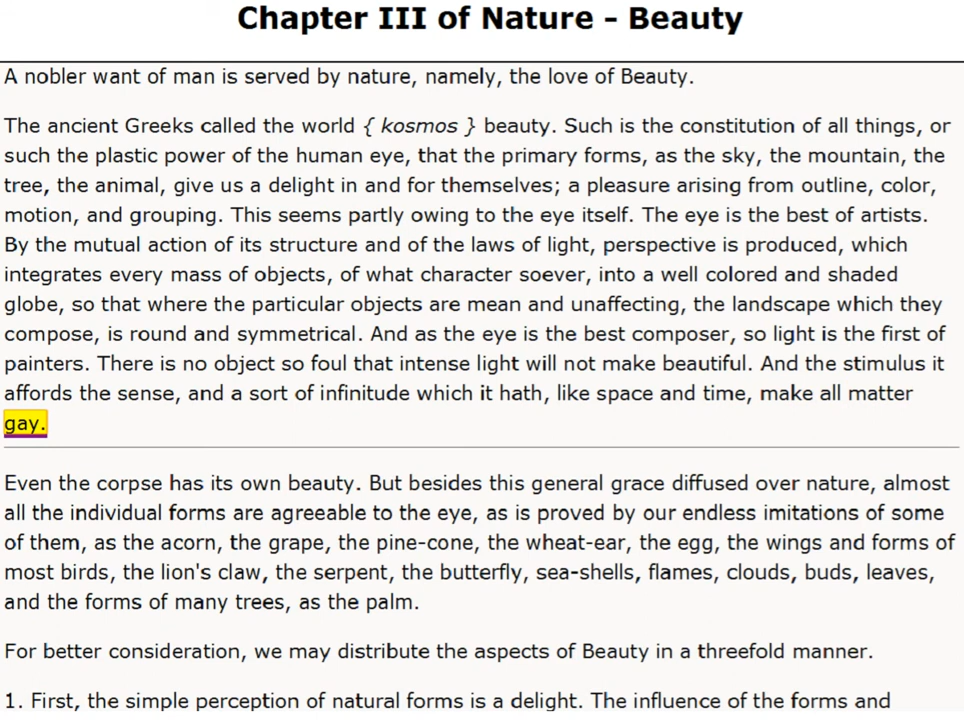 Chapter III of Nature - Beauty
A nobler want of man is served by nature, namely, the love of Beauty.
The ancient Greeks called the world { kosmos } beauty. Such is the constitution of all things, or
such the plastic power of the human eye, that the primary forms, as the sky, the mountain, the
tree, the animal, give us a delight in and for themselves; a pleasure arising from outline, color,
motion, and grouping. This seems partly owing to the eye itself. The eye is the best of artists.
By the mutual action of its structure and of the laws of light, perspective is produced, which
integrates every mass of objects, of what character soever, into a well colored and shaded
globe, so that where the particular objects are mean and unaffecting, the landscape which they
compose, is round and symmetrical. And as the eye is the best composer, so light is the first of
painters. There is no object so foul that intense light will not make beautiful. And the stimulus it
affords the sense, and a sort of infinitude which it hath, like space and time, make all matter
gay.
Even the corpse has its own beauty. But besides this general grace diffused over nature, almost
all the individual forms are agreeable to the eye, as is proved by our endless imitations of some
of them, as the acorn, the grape, the pine-cone, the wheat-ear, the egg, the wings and forms of
most birds, the lion's claw, the serpent, the butterfly, sea-shells, flames, clouds, buds, leaves,
and the forms of many trees, as the palm.
For better consideration, we may distribute the aspects of Beauty in a threefold manner.
1. First, the simple perception of natural forms is a delight. The influence of the forms and